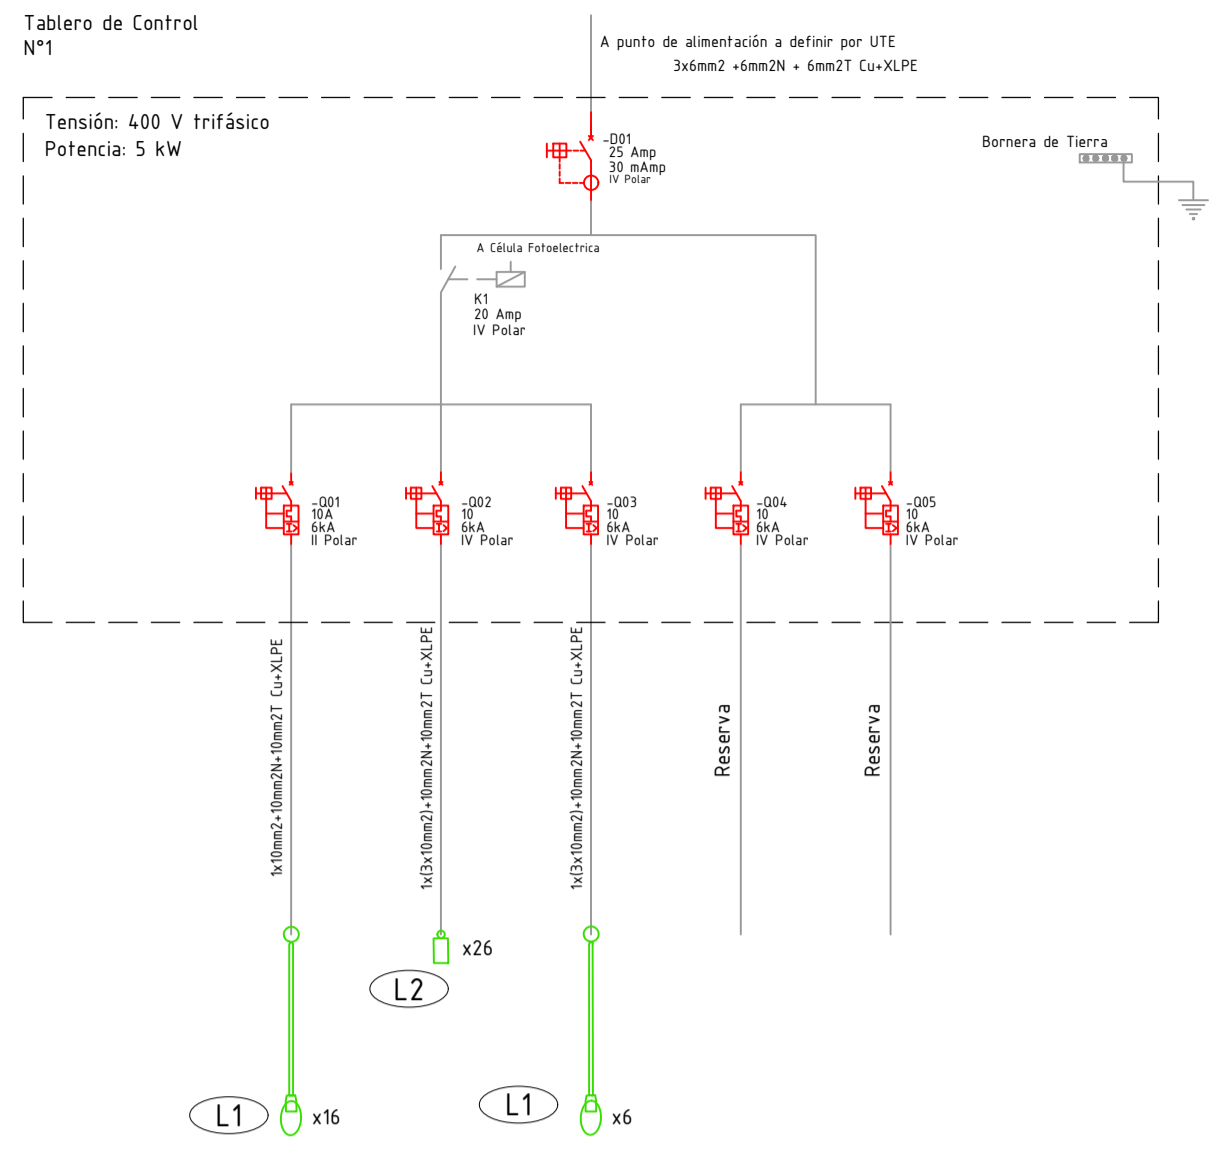 Tablero de Control
N°1
A punto de alimentación a definir por UTE
3x6mm2 +6mm2N + 6mm2T Cu+XLPE
Tensión: 400 V trifásico
Potencia: 5 kW
-D01
25 Amp
30 mAmp
IV Polar
Bornera de Tierra
A Célula Fotoelectrica
K1
20 Amp
IV Polar
-Q01
10A
6kA
II Polar
-Q02
10
6kA
IV Polar
-Q03
10
6kA
IV Polar
-Q04
10
6kA
IV Polar
-Q05
10
6kA
IV Polar
1x10mm2+10mm2N+10mm2T Cu+XLPE
1x(3x10mm2)+10mm2N+10mm2T Cu+XLPE
1x(3x10mm2)+10mm2N+10mm2T Cu+XLPE
Reserva
Reserva
x26
L2
L1
x16
L1
x6